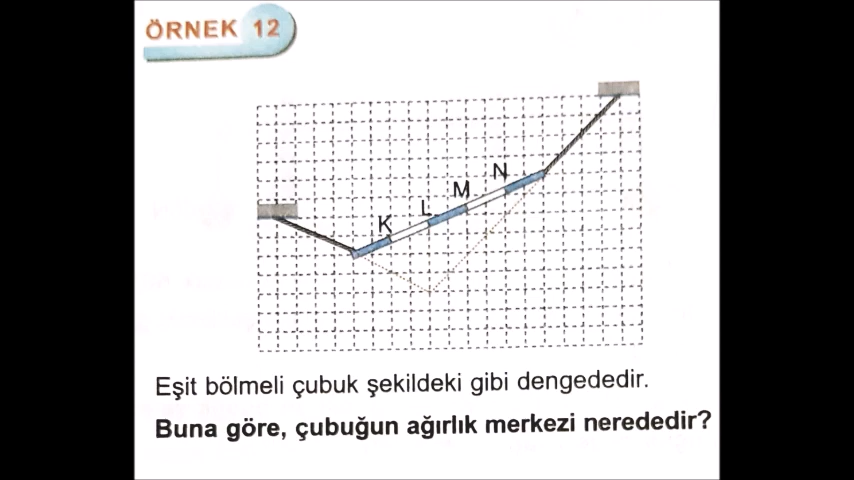 ÖRNEK 12
N
M
L
K
Eşit bölmeli çubuk şekildeki gibi dengededir.
Buna göre, çubuğun ağırlık merkezi nerededir?